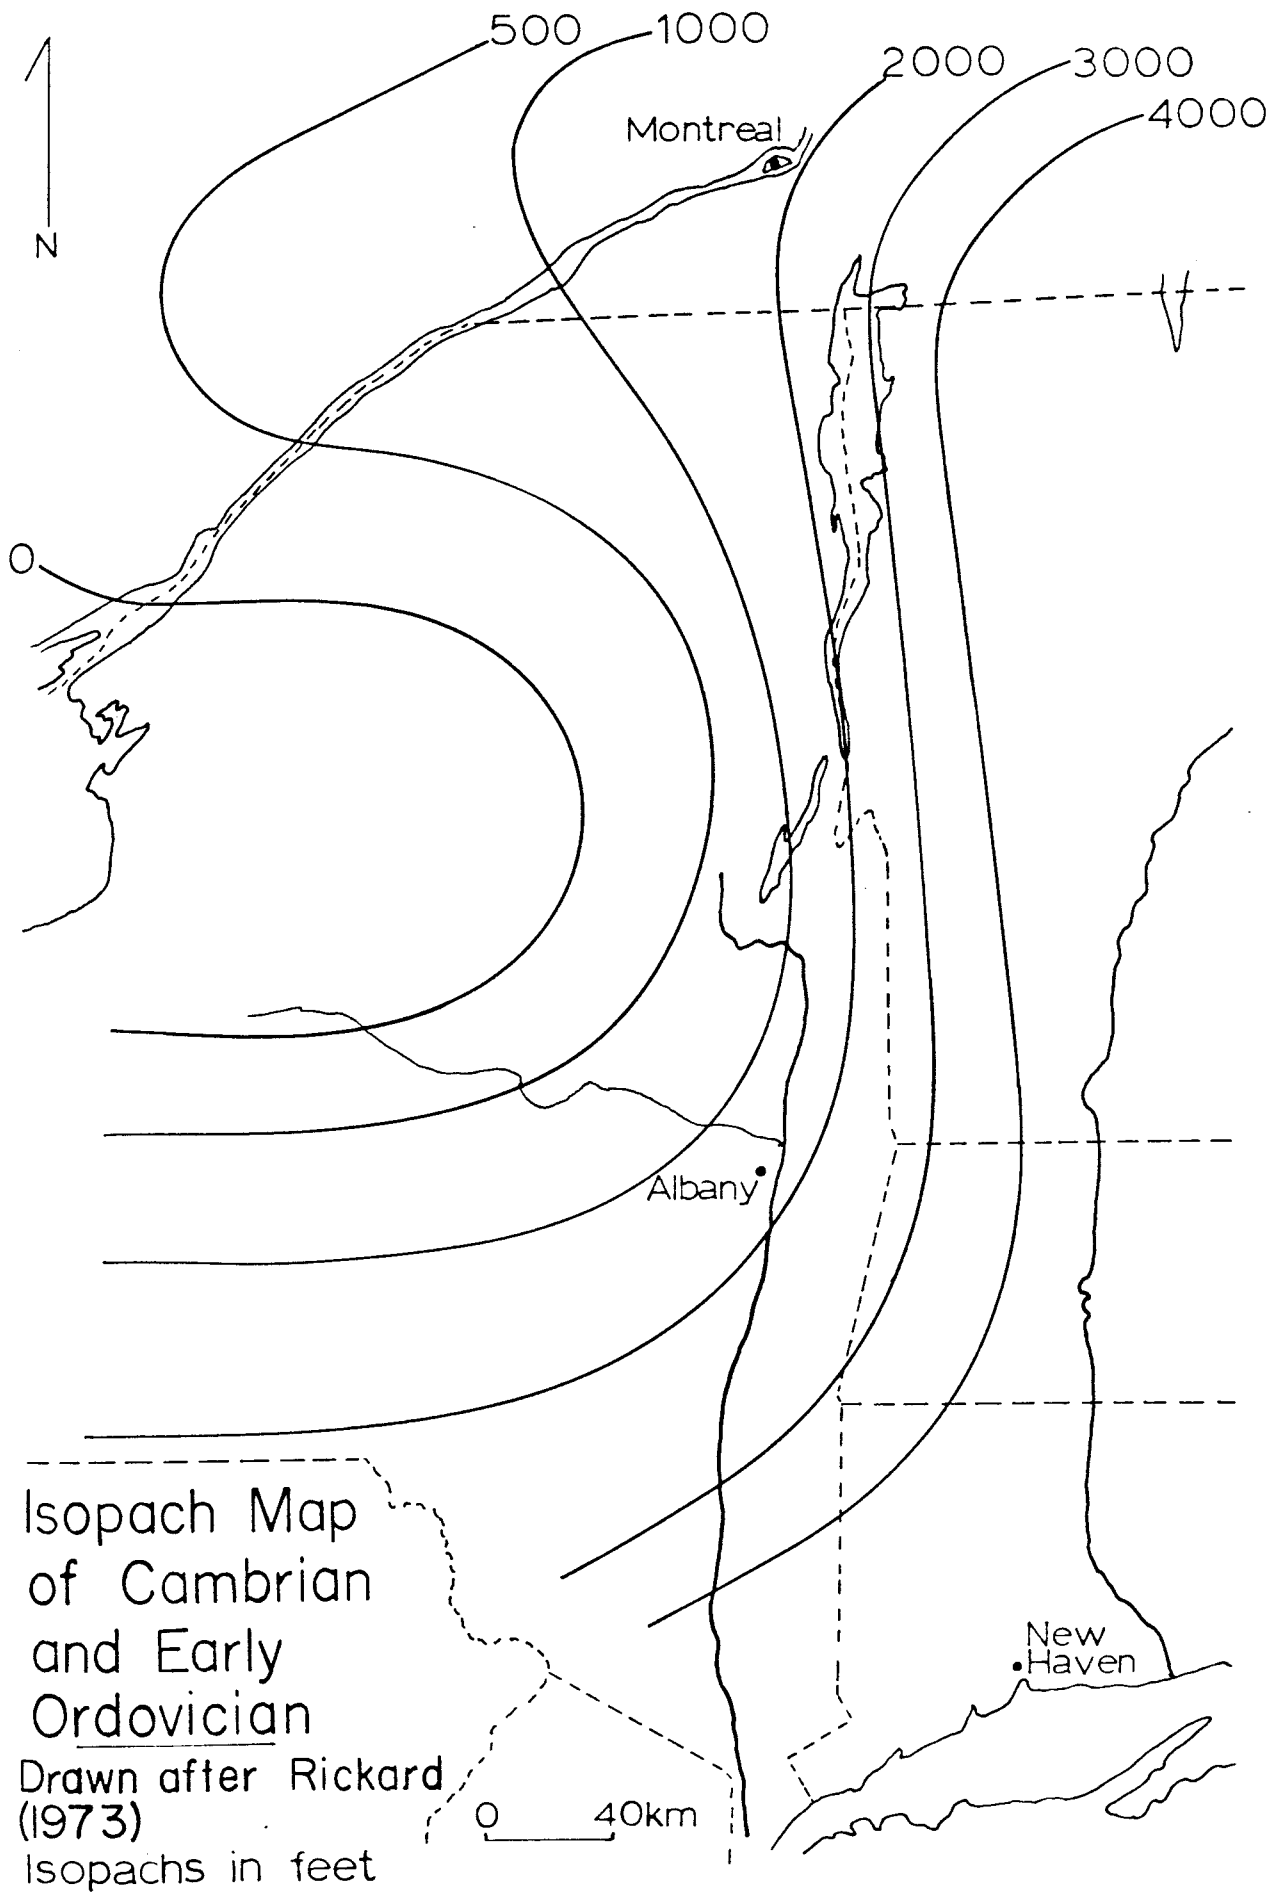 500
1000
2000
3000
4000
Montreal
N
0
Albany
Isopach Map
of Cambrian
and Early
Ordovician
Drawn after Rickard
(1973)
Isopachs in feet
0 40km
New
Haven